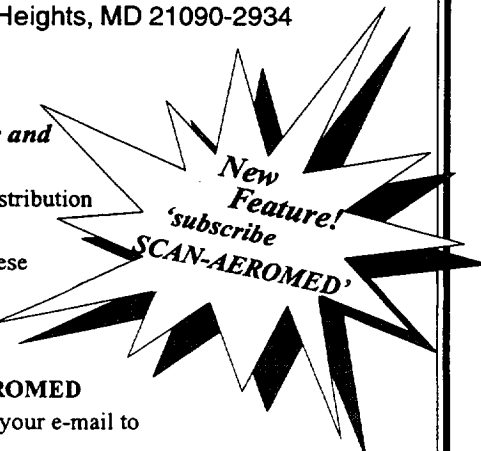 Heights, MD 21090-2934
and
stribution
ese
New
Feature!
'subscribe
SCAN-AEROMED'
ROMED
your e-mail to